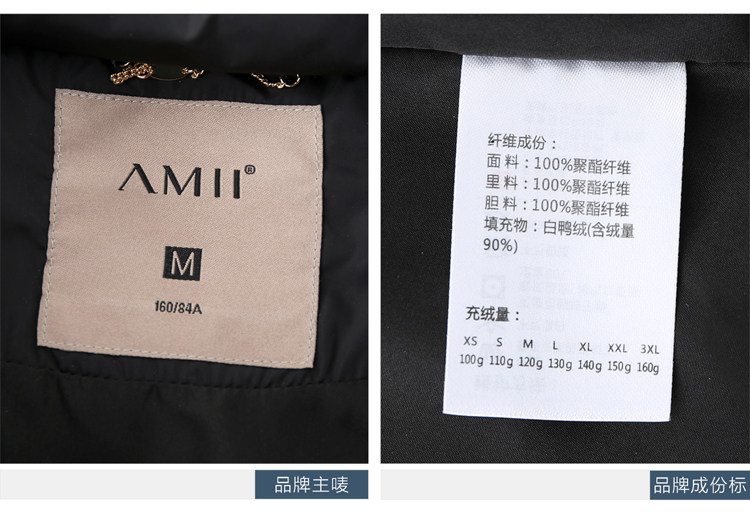 AMII®
M
160/84A
纤维成份：
面 料：100%聚酯纤维
里 料：100%聚酯纤维
胆 料：100%聚酯纤维
填充物：白鸭绒(含绒量
90%)
充绒量：
XS S M L XL XXL 3XL
100g 110g 120g 130g 140g 150g 160g
品牌主唛
品牌成份标